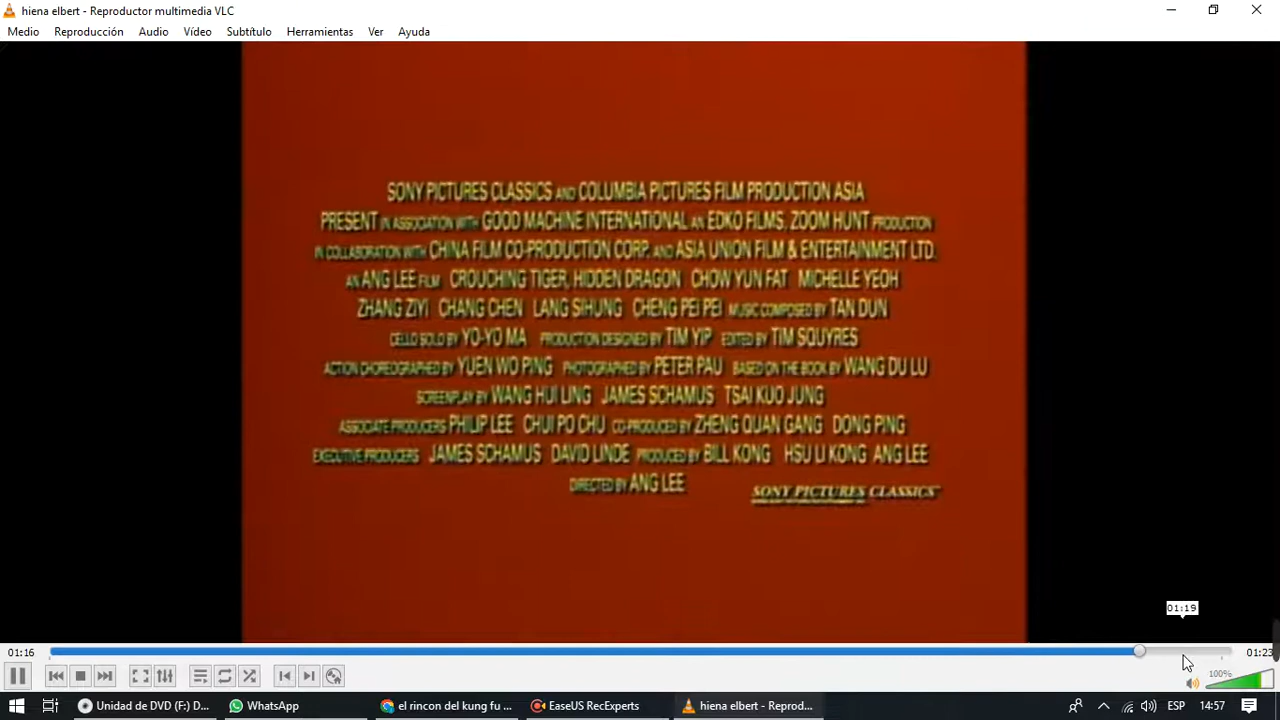 hiena elbert - Reproductor multimedia VLC
Medio Reproducción Audio Vídeo Subtítulo Herramientas Ver Ayuda
SONY PICTURES CLASSICS AND COLUMBIA PICTURES FILM PRODUCTION ASIA
PRESENT IN ASSOCIATION WITH GOOD MACHINE INTERNATIONAL AN EDKO FILMS, ZOOM HUNT PRODUCTION
IN COLLABORATION WITH CHINA FILM CO-PRODUCTION CORP. AND ASIA UNION FILM & ENTERTAINMENT LTD.
AN ANG LEE FILM CROUCHING TIGER, HIDDEN DRAGON CHOW YUN FAT MICHELLE YEOH
ZHANG ZIYI CHANG CHEN LANG SIHUNG CHENG PEI PEI MUSIC COMPOSED BY TAN DUN
CELLO SOLO BY YO-YO MA PRODUCTION DESIGNED BY TIM YIP EDITED BY TIM SQUYRES
ACTION CHOREOGRAPHED BY YUEN WO PING PHOTOGRAPHED BY PETER PAU BASED ON THE BOOK BY WANG DU LU
SCREENPLAY BY WANG HUI LING JAMES SCHAMUS TSAI KUO JUNG
ASSOCIATE PRODUCERS PHILIP LEE CHUI PO CHU CO-PRODUCED BY ZHENG QUAN GANG DONG PING
EXECUTIVE PRODUCERS JAMES SCHAMUS DAVID LINDE PRODUCED BY BILL KONG HSU LI KONG ANG LEE
DIRECTED BY ANG LEE SONY PICTURES CLASSICS™
01:19
01:16 01:23
100%
Unidad de DVD (F:) D... WhatsApp el rincon del kung fu ... EaseUS RecExperts hiena elbert - Reprod... ESP 14:57